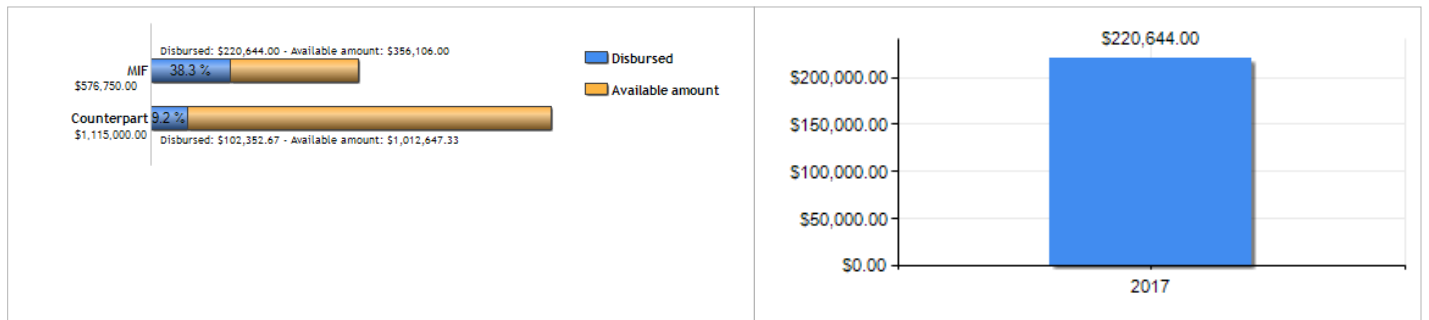 Disbursed: $220,644.00 - Available amount: $356,106.00
MIF
38.3 %
$576,750.00
Counterpart
9.2 %
$1,115,000.00
Disbursed: $102,352.67 - Available amount: $1,012,647.33
Disbursed
Available amount
$220,644.00
$200,000.00
$150,000.00
$100,000.00
$50,000.00
$0.00
2017